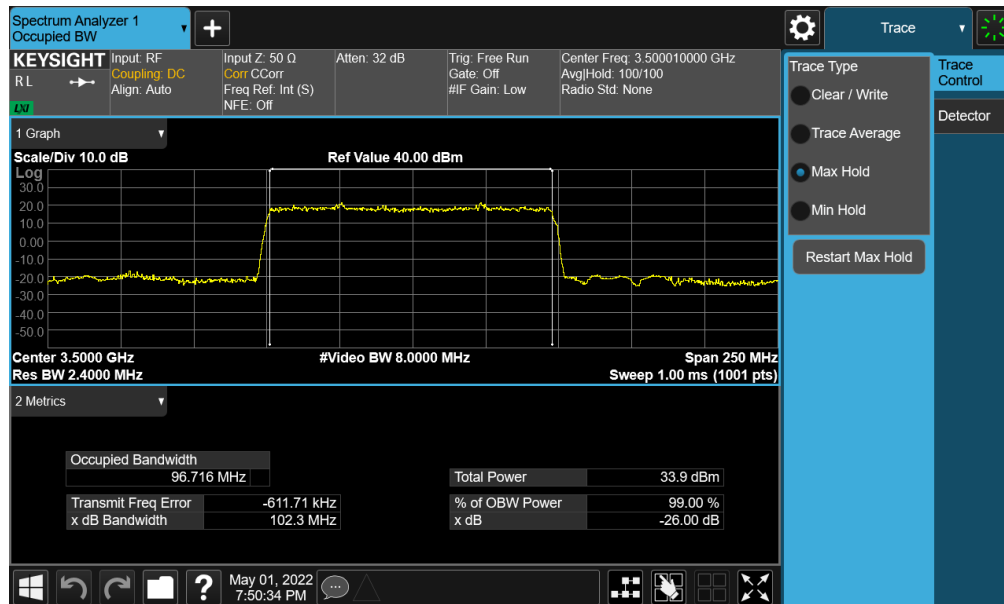 Spectrum Analyzer 1
Occupied BW
Trace
KEYSIGHT
Input: RF
Coupling: DC
Align: Auto
Input Z: 50 Ω
Corr CCorr
Freq Ref: Int (S)
NFE: Off
Atten: 32 dB
Trig: Free Run
Gate: Off
#IF Gain: Low
Center Freq: 3.500010000 GHz
Avg|Hold: 100/100
Radio Std: None
R L
LXI
Trace Type
Clear / Write
Trace Average
Max Hold
Min Hold
Restart Max Hold
Trace
Control
Detector
1 Graph
Scale/Div 10.0 dB
Ref Value 40.00 dBm
Log
30.0
20.0
10.0
0.00
-10.0
-20.0
-30.0
-40.0
-50.0
Center 3.5000 GHz
#Video BW 8.0000 MHz
Span 250 MHz
Res BW 2.4000 MHz
Sweep 1.00 ms (1001 pts)
2 Metrics
Occupied Bandwidth
96.716 MHz
Total Power 33.9 dBm
Transmit Freq Error -611.71 kHz
% of OBW Power 99.00 %
x dB Bandwidth 102.3 MHz
x dB -26.00 dB
?
May 01, 2022
7:50:34 PM